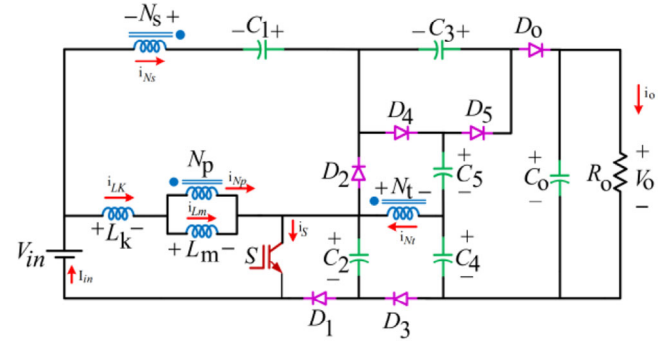 −Ns +
−C1+
−C3+
Do
iNs
io
D4
D5
Np
iNp
iLK
iLm
D2
+Nt−
+
C5
−
+
Co
−
Ro
+
Vo
−
+Lk−
+Lm−
S
is
iNt
+
C2
−
+
C4
−
Vin
Iin
D1
D3